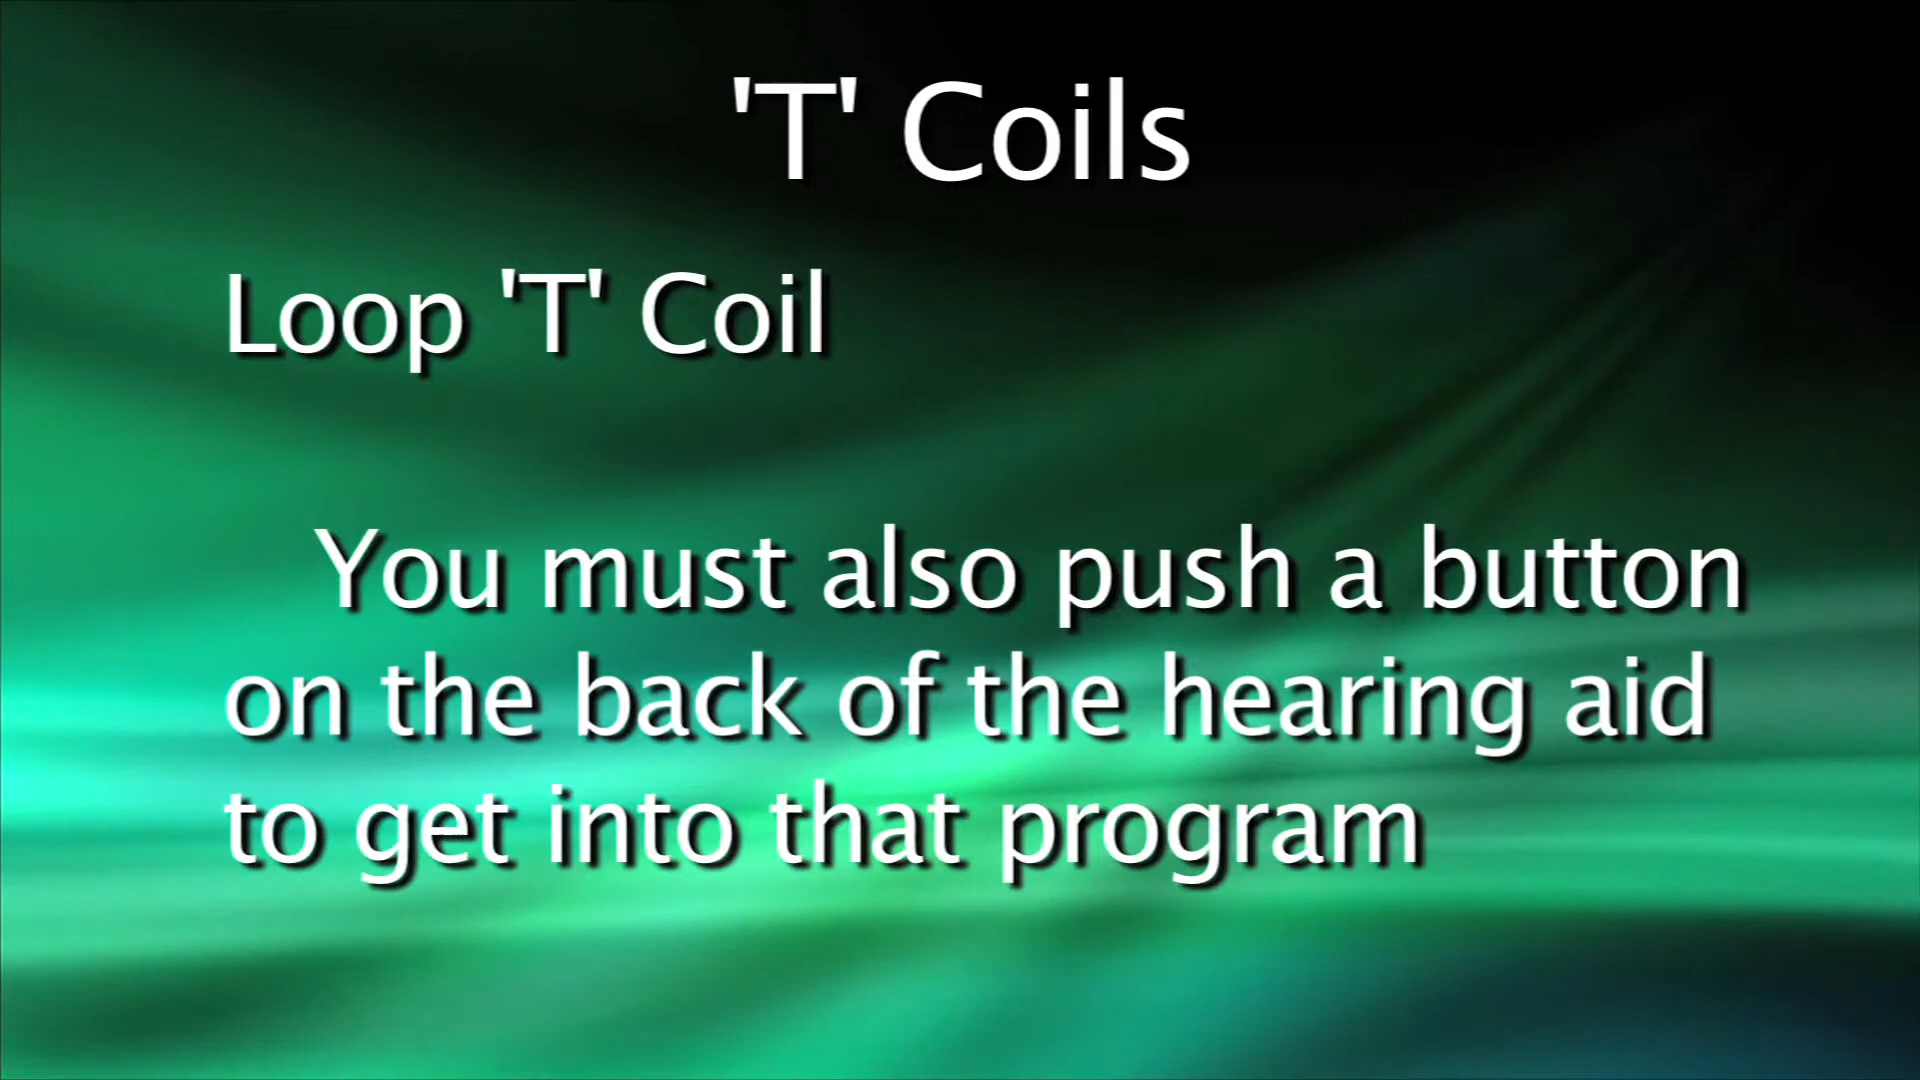 'T' Coils
Loop 'T' Coil
You must also push a button
on the back of the hearing aid
to get into that program